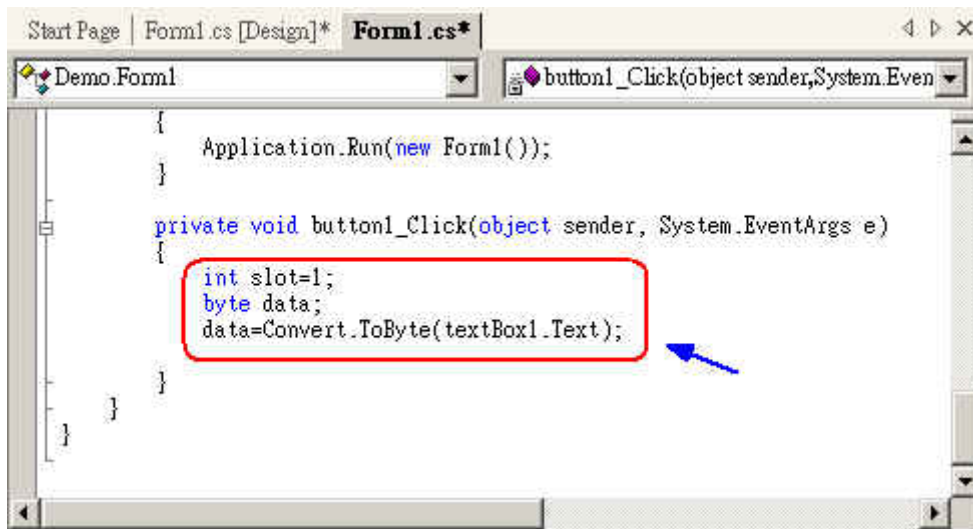 Start Page Form1.cs [Design]* Form1.cs*
Demo.Form1 button1_Click(object sender,System.Even
{
Application.Run(new Form1());
}
private void button1_Click(object sender, System.EventArgs e)
{
int slot=1;
byte data;
data=Convert.ToByte(textBox1.Text);
}
}
}